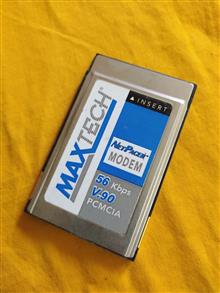 ▲ INSERT
MAXTECH
NetPacer
MODEM
56 Kbps
V.90
PCMCIA